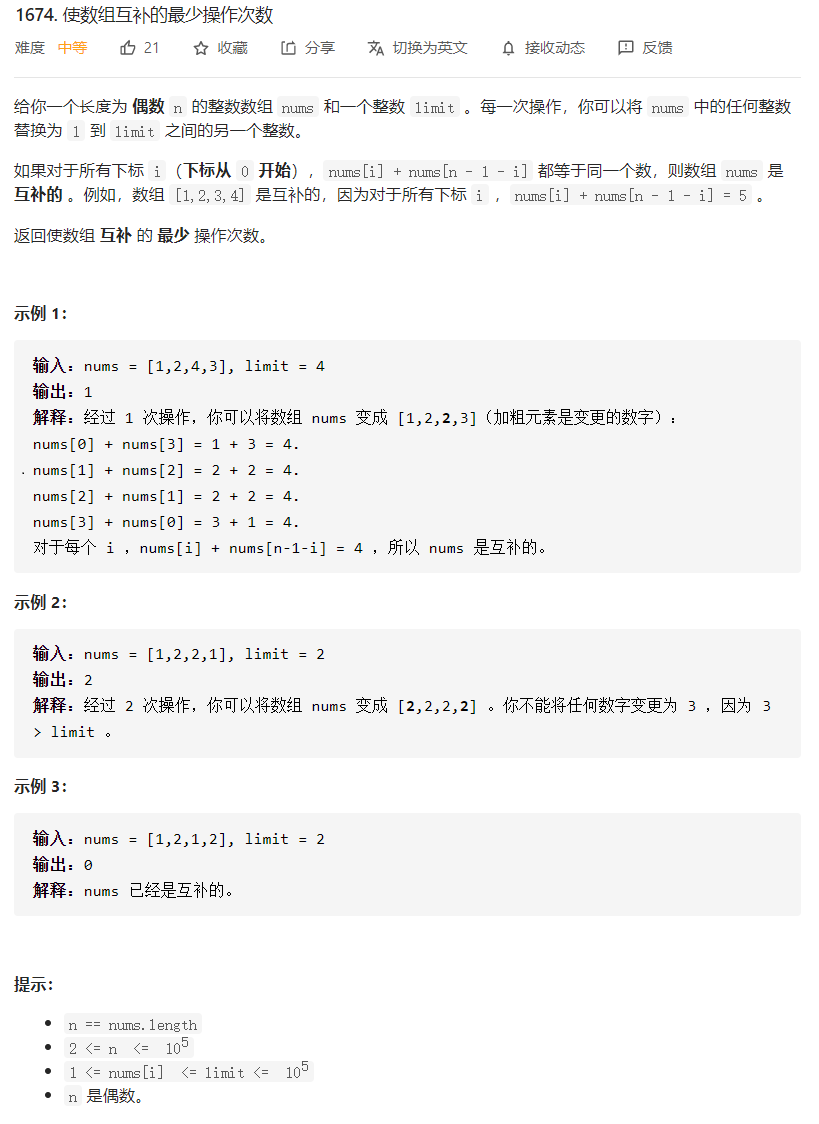 1674. 使数组互补的最少操作次数
难度 中等 21 收藏 分享 切换为英文 接收动态 反馈
给你一个长度为 偶数 n 的整数数组 nums 和一个整数 limit 。每一次操作，你可以将 nums 中的任何整数
替换为 1 到 limit 之间的另一个整数。
如果对于所有下标 i（下标从 0 开始），nums[i] + nums[n - 1 - i] 都等于同一个数，则数组 nums 是
互补的 。例如，数组 [1,2,3,4] 是互补的，因为对于所有下标 i ，nums[i] + nums[n - 1 - i] = 5 。
返回使数组 互补 的 最少 操作次数。
示例 1：
输入：nums = [1,2,4,3], limit = 4
输出：1
解释：经过 1 次操作，你可以将数组 nums 变成 [1,2,2,3]（加粗元素是变更的数字）：
nums[0] + nums[3] = 1 + 3 = 4.
nums[1] + nums[2] = 2 + 2 = 4.
nums[2] + nums[1] = 2 + 2 = 4.
nums[3] + nums[0] = 3 + 1 = 4.
对于每个 i ，nums[i] + nums[n-1-i] = 4 ，所以 nums 是互补的。
示例 2：
输入：nums = [1,2,2,1], limit = 2
输出：2
解释：经过 2 次操作，你可以将数组 nums 变成 [2,2,2,2] 。你不能将任何数字变更为 3 ，因为 3
> limit 。
示例 3：
输入：nums = [1,2,1,2], limit = 2
输出：0
解释：nums 已经是互补的。
提示：
n == nums.length
2 <= n <= 10⁵
1 <= nums[i] <= limit <= 10⁵
n 是偶数。